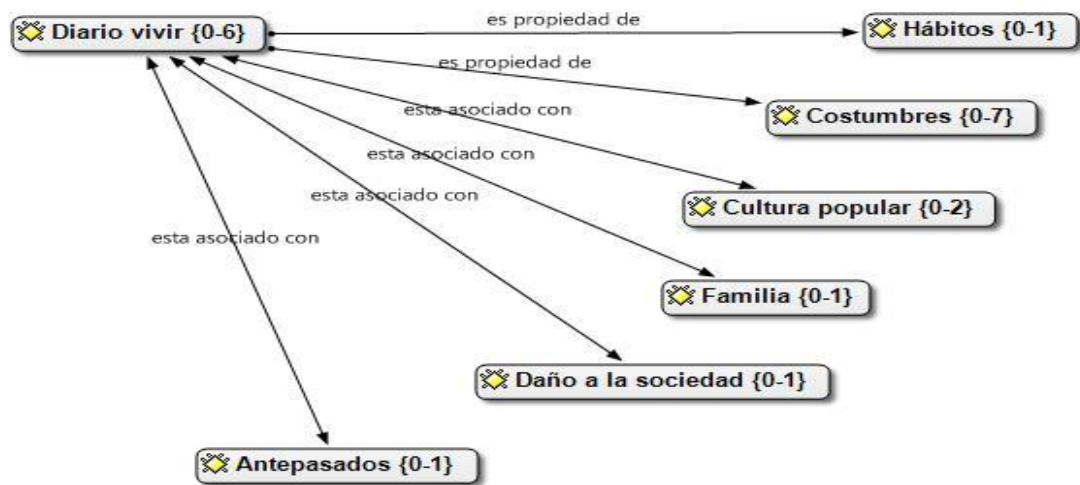 es propiedad de
Diario vivir {0-6}
Hábitos {0-1}
es propiedad de
Costumbres {0-7}
esta asociado con
esta asociado con
Cultura popular {0-2}
esta asociado con
esta asociado con
Familia {0-1}
Daño a la sociedad {0-1}
Antepasados {0-1}